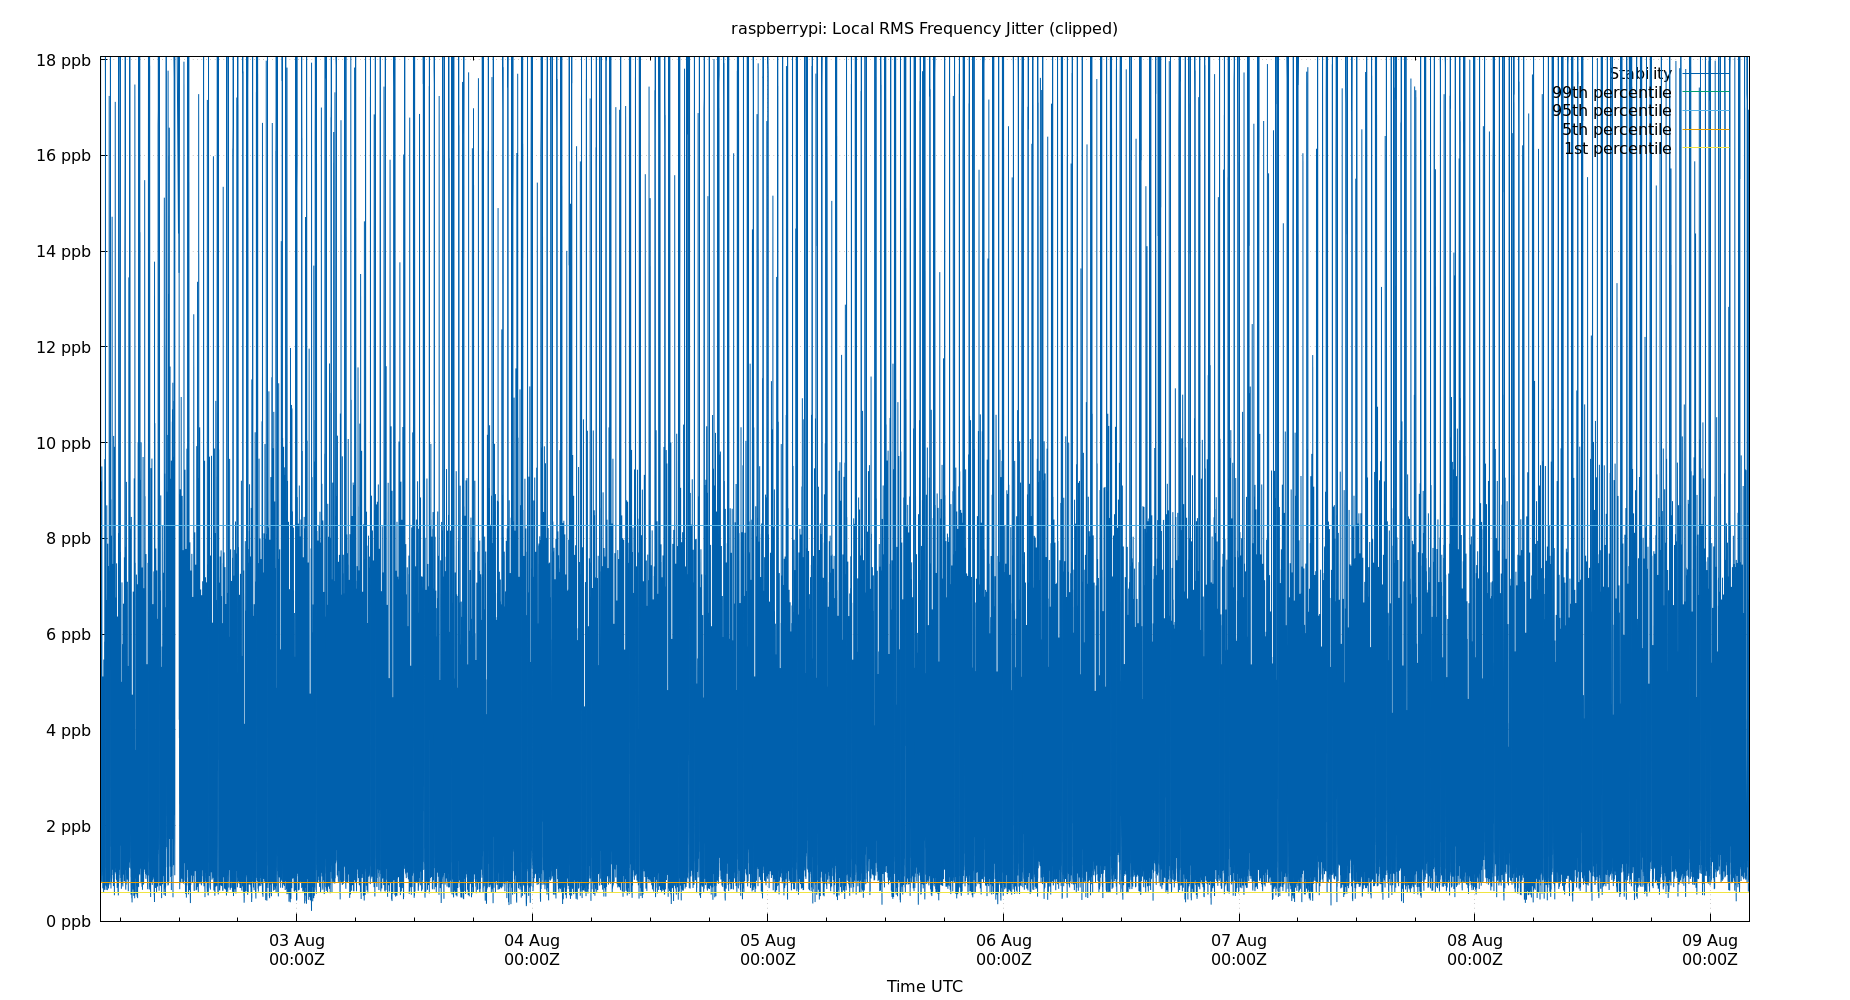 raspberrypi: Local RMS Frequency Jitter (clipped)
18 ppb
16 ppb
14 ppb
12 ppb
10 ppb
8 ppb
6 ppb
4 ppb
2 ppb
0 ppb
Stability
99th percentile
95th percentile
5th percentile
1st percentile
03 Aug
00:00Z
04 Aug
00:00Z
05 Aug
00:00Z
06 Aug
00:00Z
07 Aug
00:00Z
08 Aug
00:00Z
09 Aug
00:00Z
Time UTC